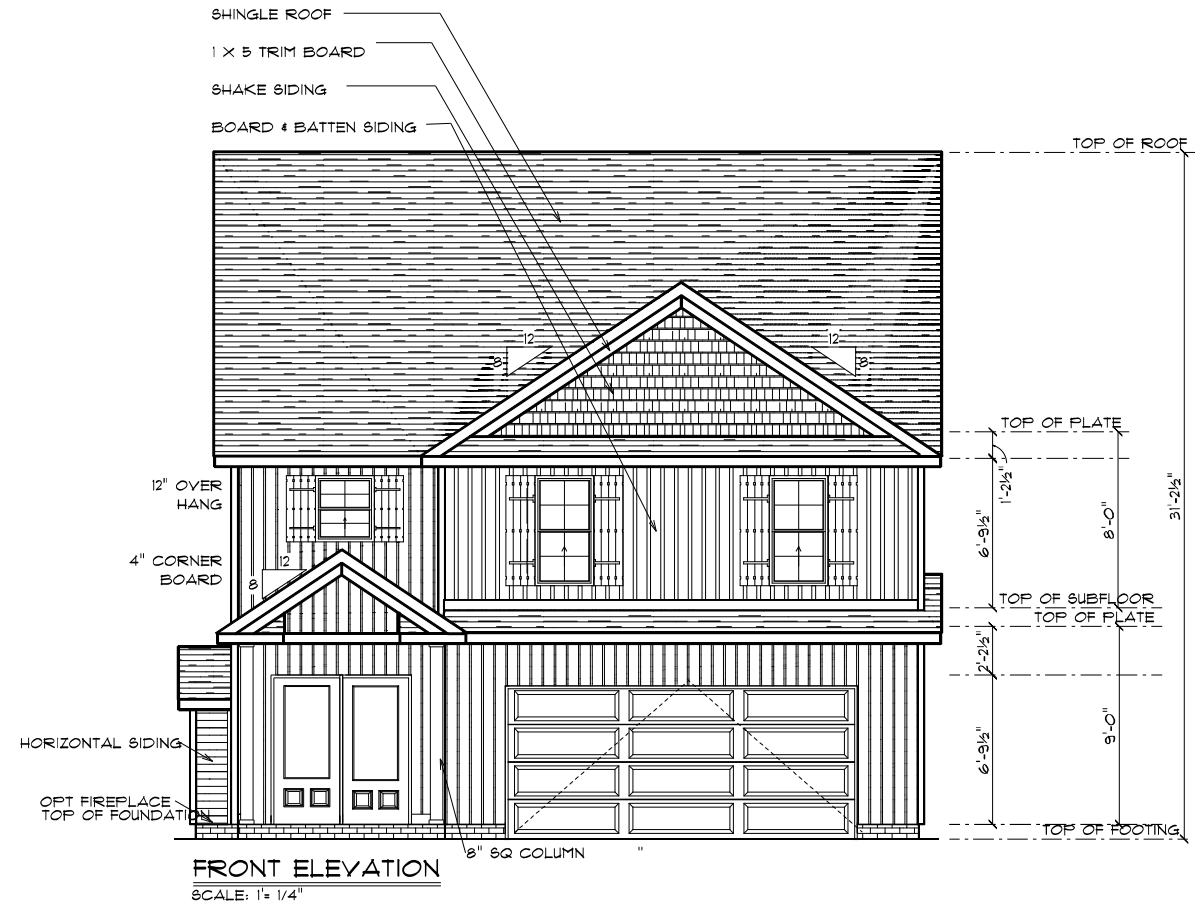 SHINGLE ROOF
1 X 5 TRIM BOARD
SHAKE SIDING
BOARD & BATTEN SIDING
TOP OF ROOF
12
8
12
8
TOP OF PLATE
1'-2½"
31'-2½"
12" OVER
HANG
6'-9½"
8'-0"
4" CORNER
BOARD
12
8
TOP OF SUBFLOOR
TOP OF PLATE
2'-2½"
6'-9½"
9'-0"
HORIZONTAL SIDING
OPT FIREPLACE
TOP OF FOUNDATION
TOP OF FOOTING
8" SQ COLUMN "
FRONT ELEVATION
SCALE: 1'= 1/4"